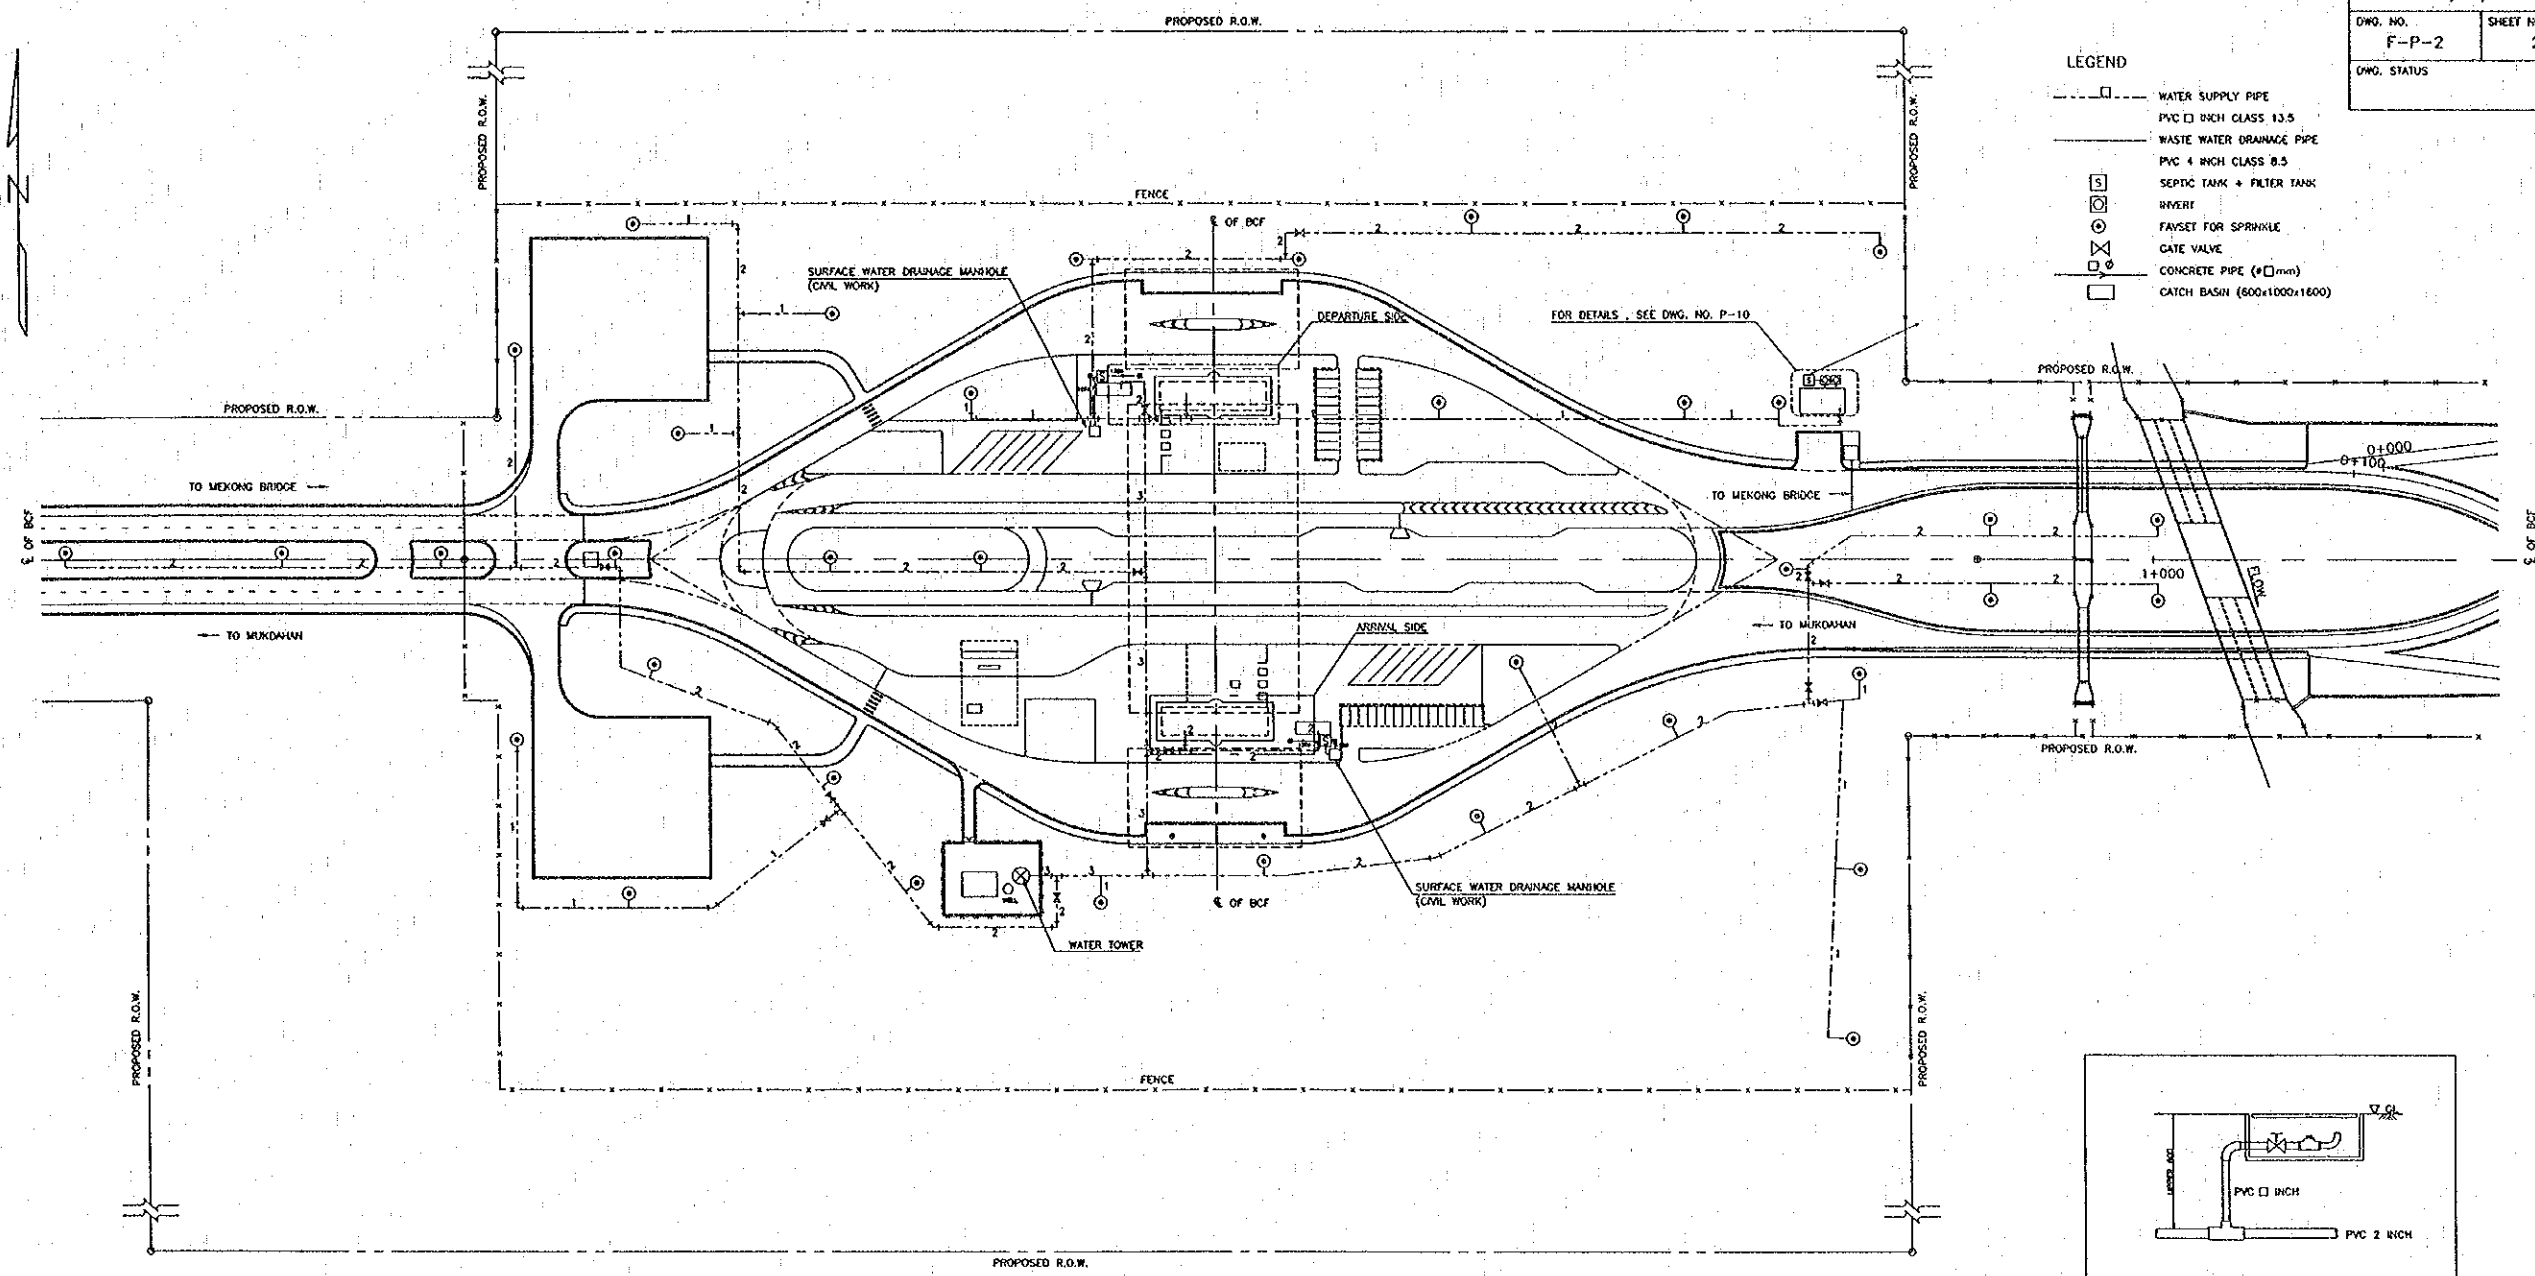 PROPOSED R.O.W.
DWG. NO.
F-P-2
DWG. STATUS
LEGEND
WATER SUPPLY PIPE
PVC □ INCH CLASS 13.5
WASTE WATER DRAINAGE PIPE
PVC 4 INCH CLASS 8.5
S SEPTIC TANK + FILTER TANK
INVERT
FAVSET FOR SPRINKLE
GATE VALVE
CONCRETE PIPE (ø□mm)
CATCH BASIN (600x1000x1600)
N
PROPOSED R.O.W.
PROPOSED R.O.W.
FENCE
℄ OF BCF
SURFACE WATER DRAINAGE MANHOLE
(CIVIL WORK)
DEPARTURE SIDE
FOR DETAILS , SEE DWG. NO. P-10
PROPOSED R.O.W.
PROPOSED R.O.W.
0+000
0+100
TO MEKONG BRIDGE
TO MEKONG BRIDGE
℄ OF BCF
℄ OF BCF
1+000
FLOW
TO MUKDAHAN
ARRIVAL SIDE
TO MUKDAHAN
PROPOSED R.O.W.
SURFACE WATER DRAINAGE MANHOLE
(CIVIL WORK)
℄ OF BCF
WATER TOWER
PROPOSED R.O.W.
PROPOSED R.O.W.
FENCE
GL
PVC □ INCH
PVC 2 INCH
PROPOSED R.O.W.